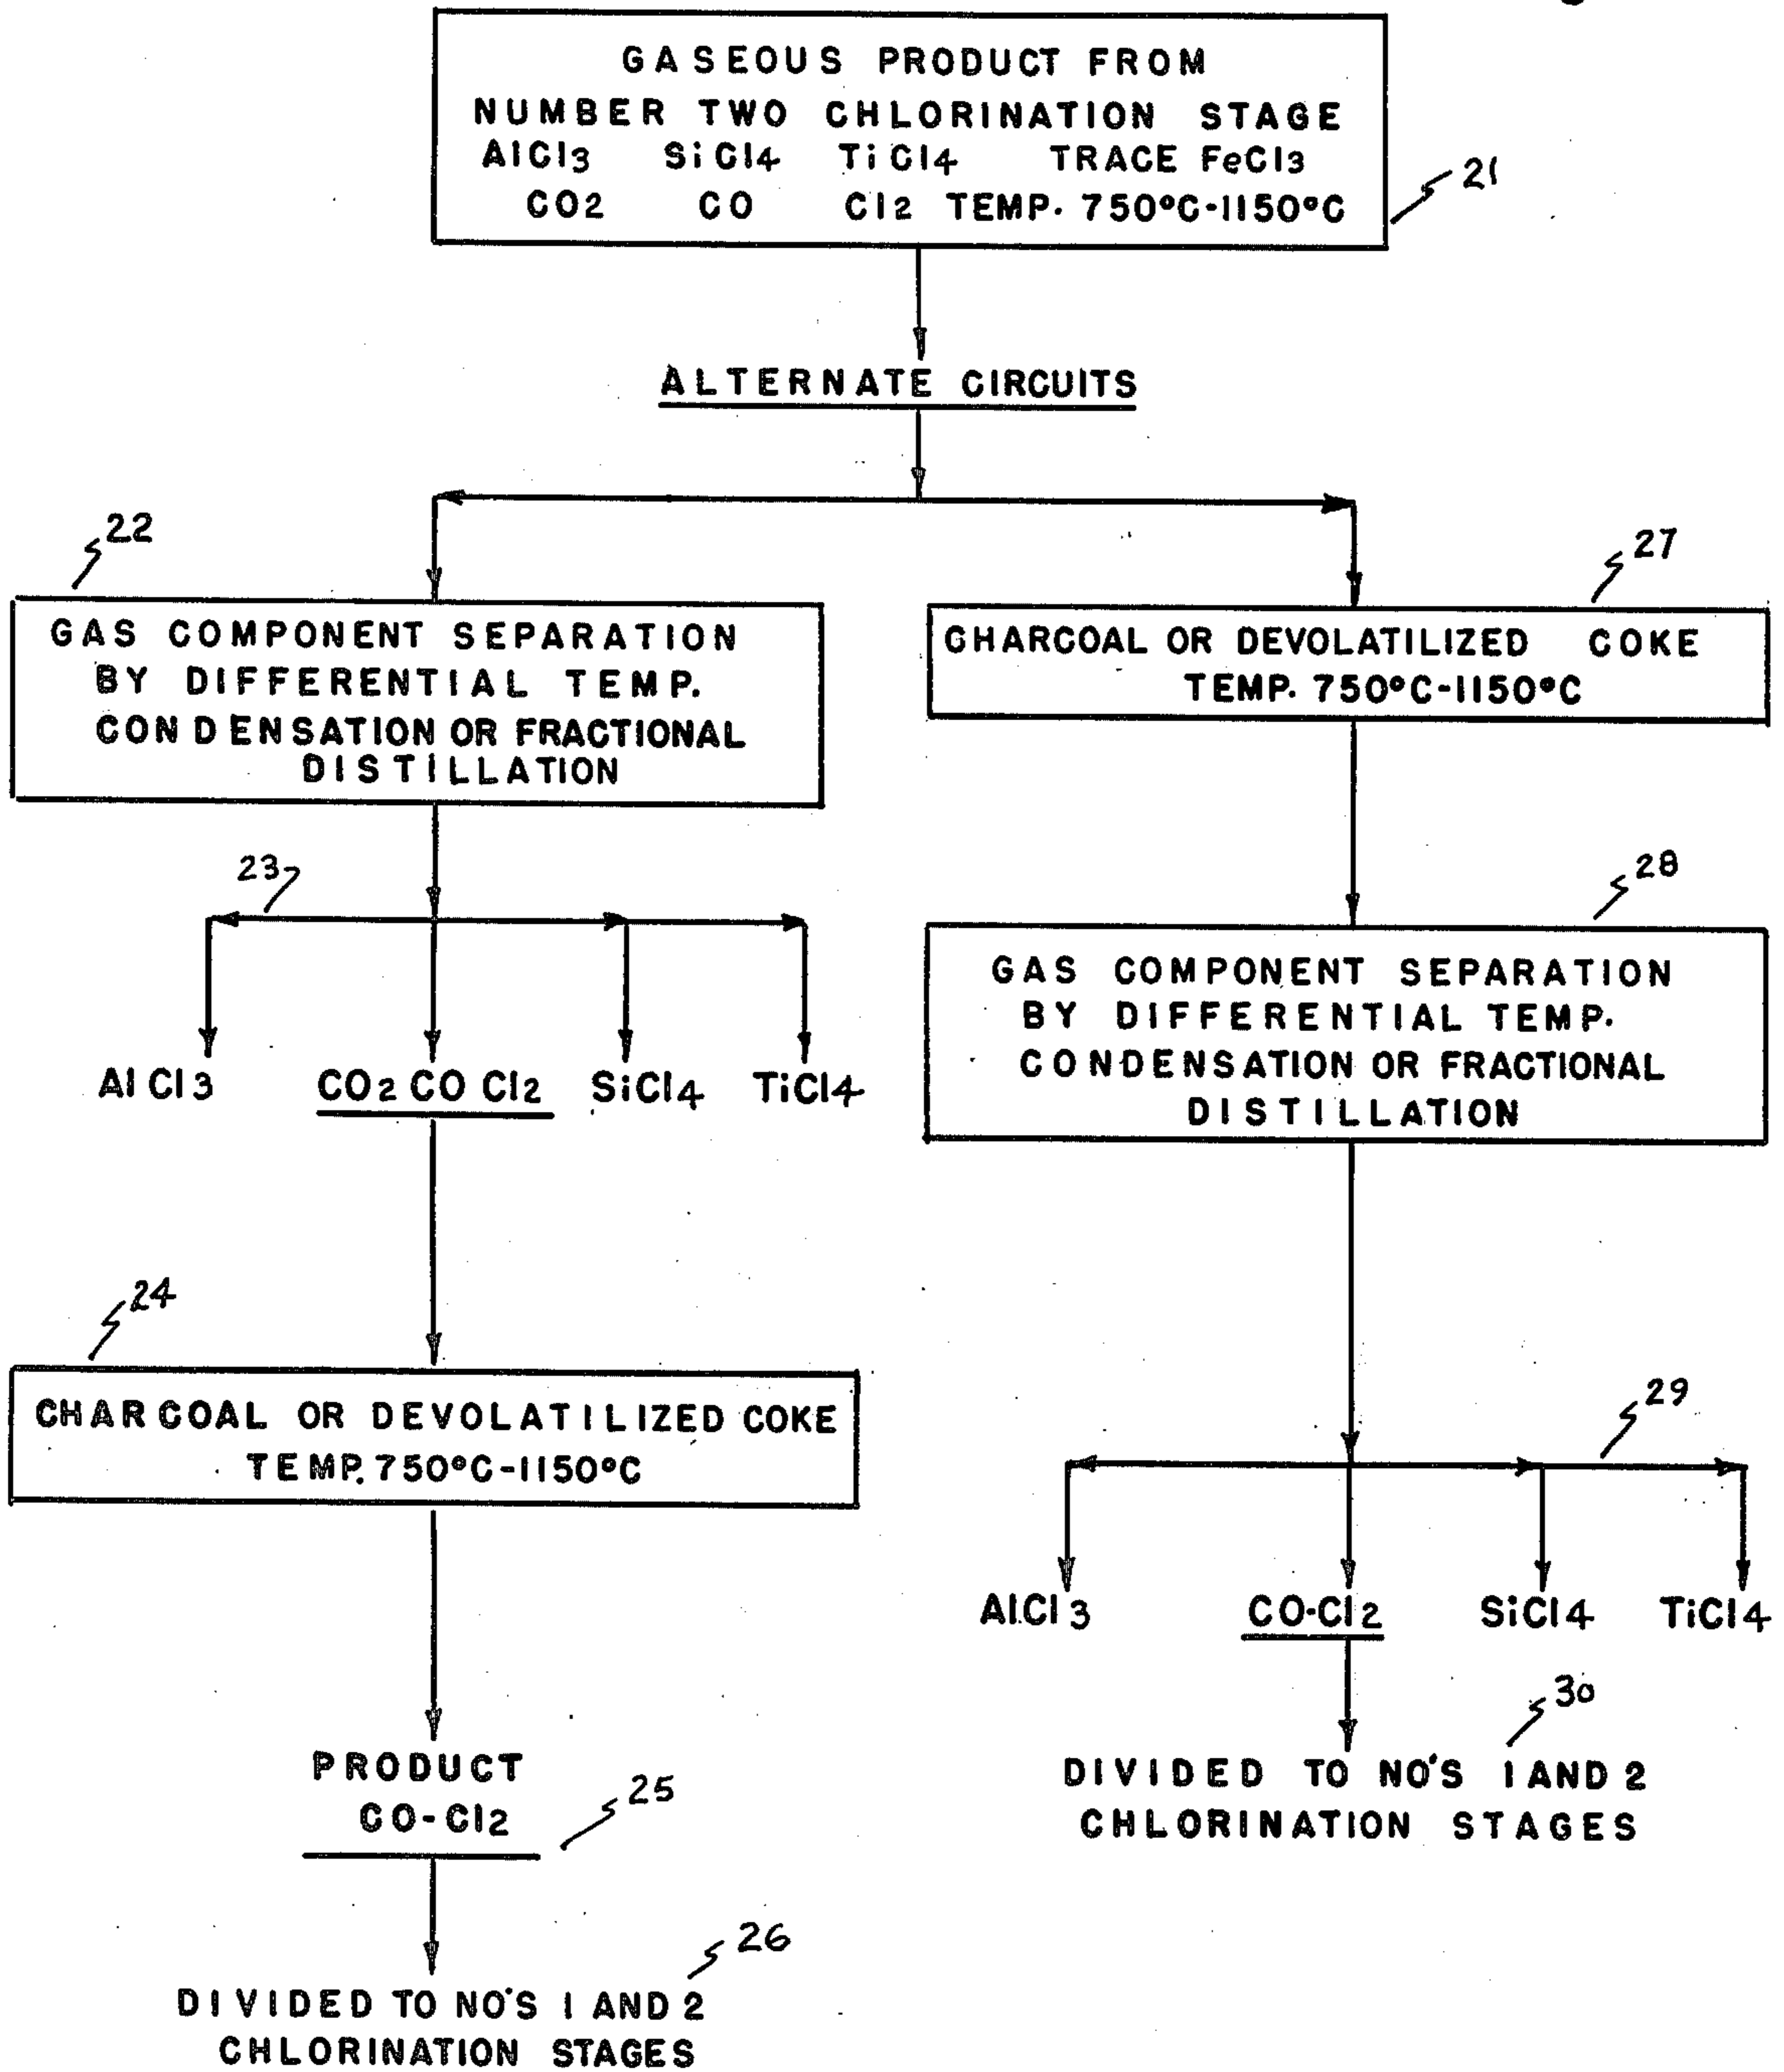 GASEOUS PRODUCT FROM
NUMBER TWO CHLORINATION STAGE
AlCl3 SiCl4 TiCl4 TRACE FeCl3
CO2 CO Cl2 TEMP. 750°C-1150°C
21
ALTERNATE CIRCUITS
22
GAS COMPONENT SEPARATION
BY DIFFERENTIAL TEMP.
CONDENSATION OR FRACTIONAL
DISTILLATION
23
AlCl3 CO2 CO Cl2 SiCl4 TiCl4
24
CHARCOAL OR DEVOLATILIZED COKE
TEMP. 750°C-1150°C
PRODUCT
CO-Cl2
25
26
DIVIDED TO NO'S 1 AND 2
CHLORINATION STAGES
27
CHARCOAL OR DEVOLATILIZED COKE
TEMP. 750°C-1150°C
28
GAS COMPONENT SEPARATION
BY DIFFERENTIAL TEMP.
CONDENSATION OR FRACTIONAL
DISTILLATION
29
Al.Cl3 CO-Cl2 SiCl4 TiCl4
30
DIVIDED TO NO'S 1 AND 2
CHLORINATION STAGES